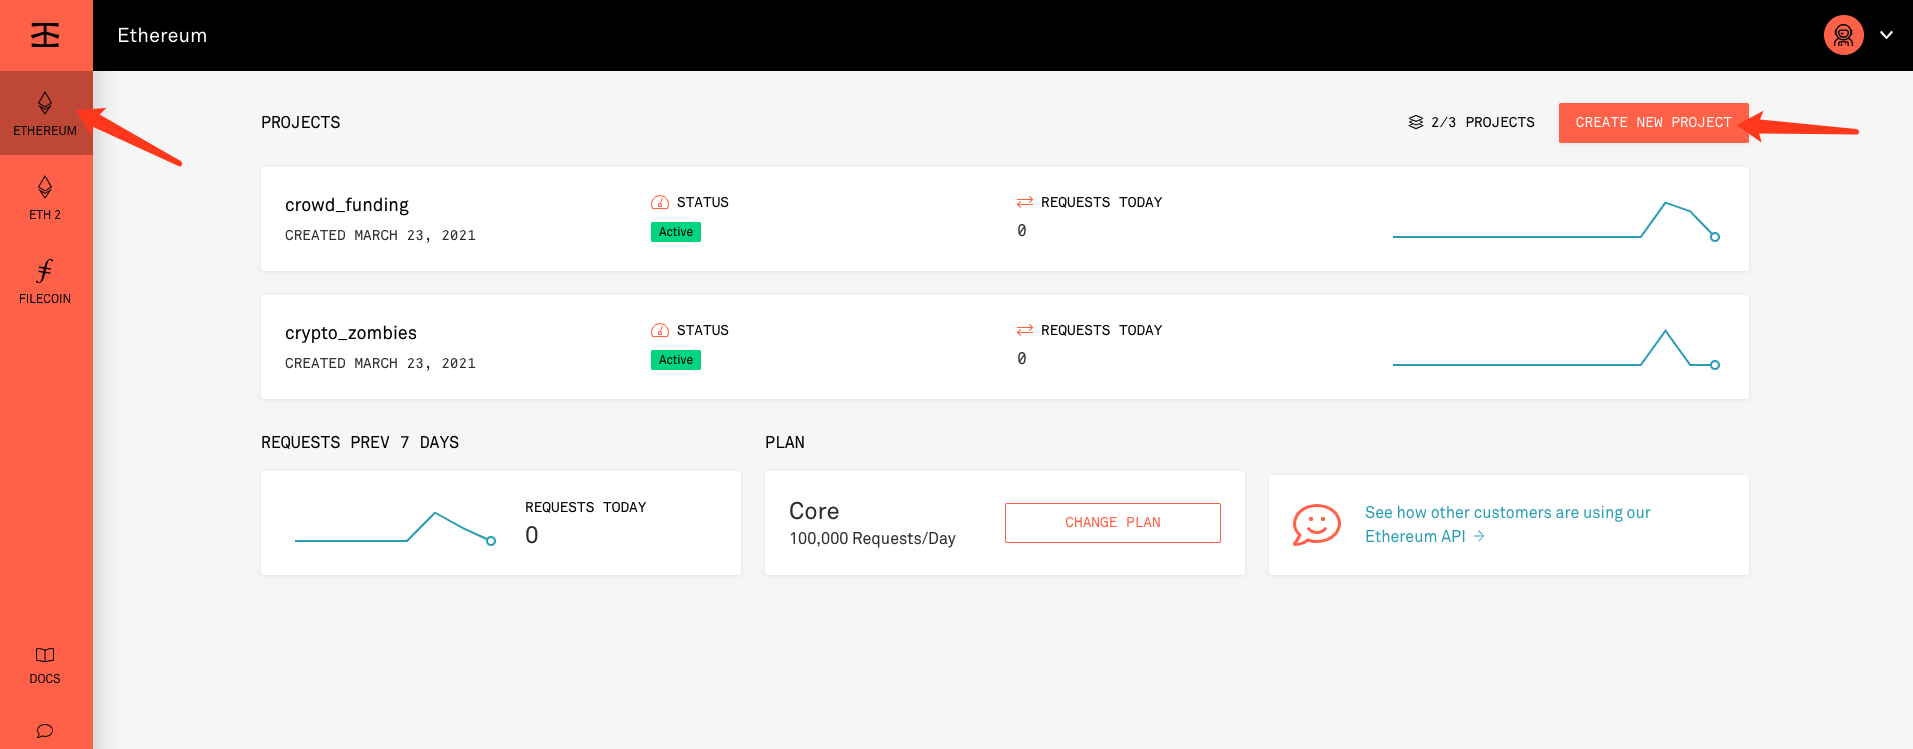 Ethereum
ETHEREUM
ETH 2
FILECOIN
DOCS
PROJECTS
2/3 PROJECTS
CREATE NEW PROJECT
crowd_funding
CREATED MARCH 23, 2021
STATUS
Active
REQUESTS TODAY
0
crypto_zombies
CREATED MARCH 23, 2021
STATUS
Active
REQUESTS TODAY
0
REQUESTS PREV 7 DAYS
REQUESTS TODAY
0
PLAN
Core
100,000 Requests/Day
CHANGE PLAN
See how other customers are using our
Ethereum API →